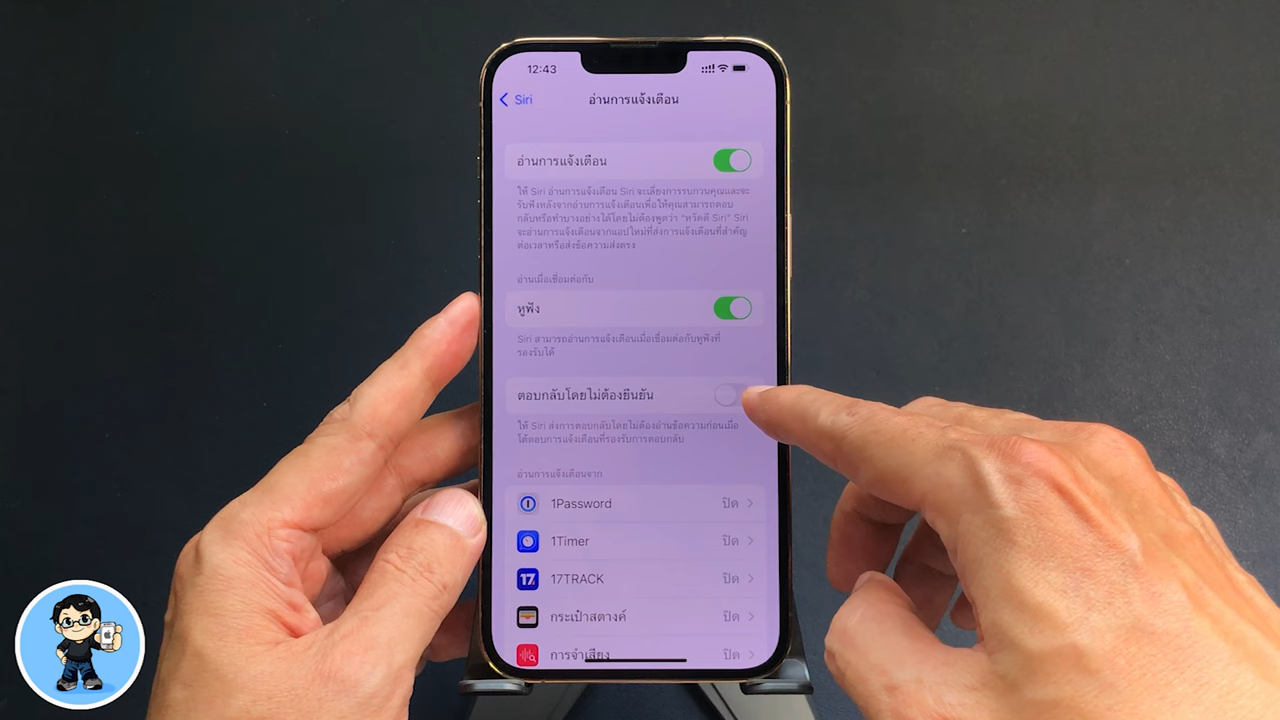 12:43
Siri
อ่านการแจ้งเตือน
อ่านการแจ้งเตือน
ให้ Siri อ่านการแจ้งเตือน Siri จะเลี่ยงการรบกวนคุณและจะ
รับฟังหลังจากอ่านการแจ้งเตือนเพื่อให้คุณสามารถตอบ
กลับหรือทำบางอย่างได้โดยไม่ต้องพูดว่า "หวัดดี Siri" Siri
จะอ่านการแจ้งเตือนจากแอปใหม่ที่ส่งการแจ้งเตือนที่สำคัญ
ต่อเวลาหรือส่งข้อความส่งตรง
อ่านเมื่อเชื่อมต่อกับ
หูฟัง
Siri สามารถอ่านการแจ้งเตือนเมื่อเชื่อมต่อกับหูฟังที่
รองรับได้
ตอบกลับโดยไม่ต้องยืนยัน
ให้ Siri ส่งการตอบกลับโดยไม่ต้องอ่านข้อความก่อนเมื่อ
โต้ตอบการแจ้งเตือนที่รองรับการตอบกลับ
อ่านการแจ้งเตือนจาก
1Password ปิด
1Timer ปิด
17 17TRACK ปิด
กระเป๋าสตางค์ ปิด
การจำเสียง ปิด